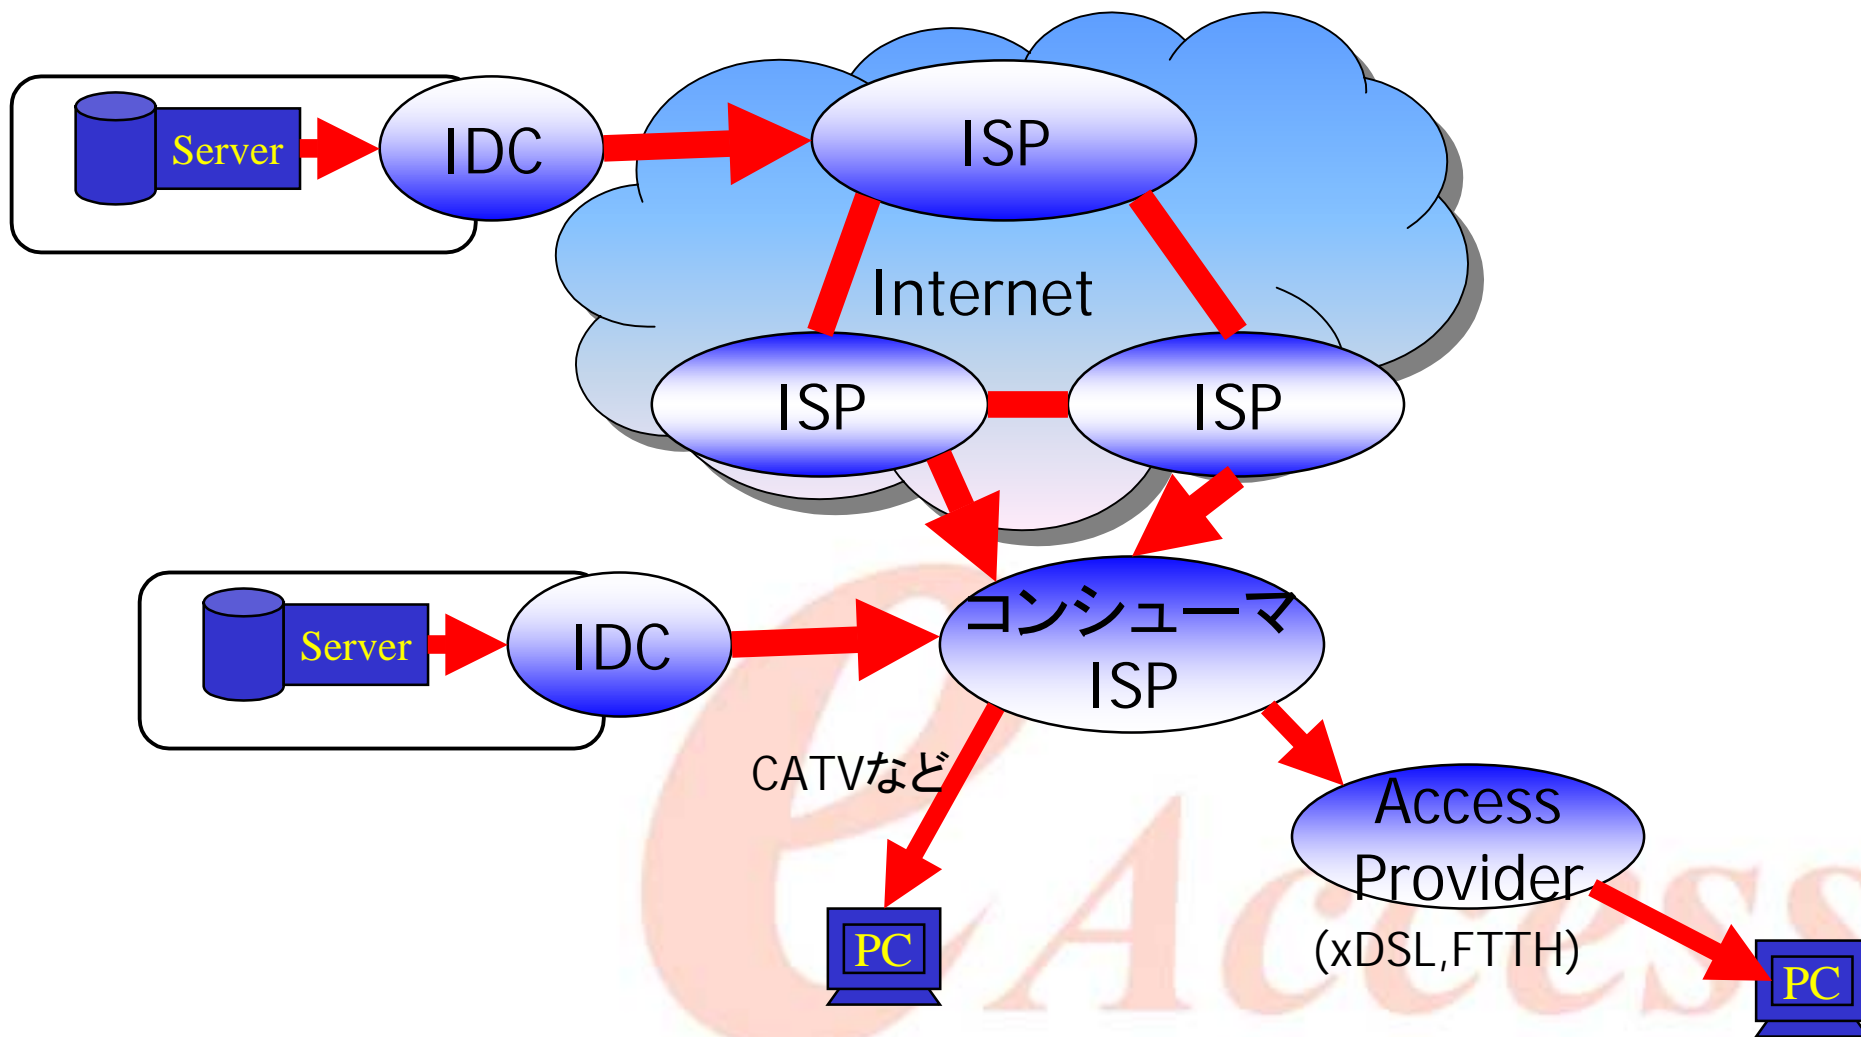 Server
IDC
ISP
Internet
ISP
ISP
Server
IDC
コンシューマ
ISP
CATVなど
Access
Provider
(xDSL,FTTH)
PC
PC
e Access